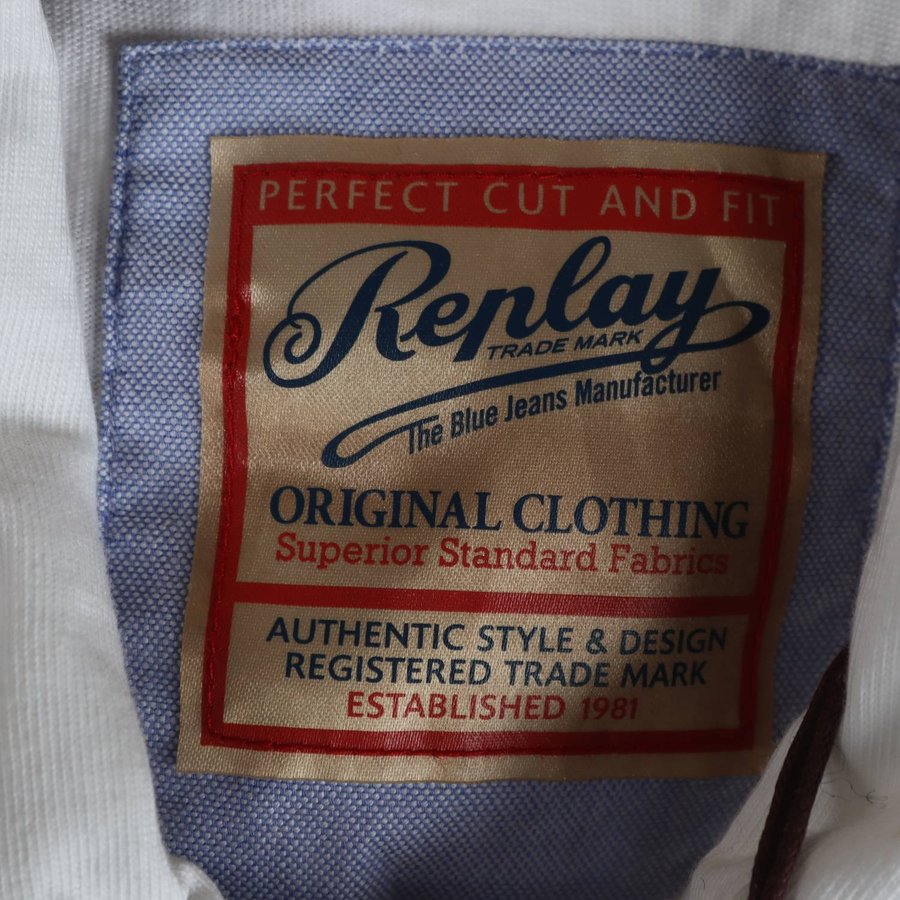 PERFECT CUT AND FIT
Replay
TRADE MARK
The Blue Jeans Manufacturer
ORIGINAL CLOTHING
Superior Standard Fabrics
AUTHENTIC STYLE & DESIGN
REGISTERED TRADE MARK
ESTABLISHED 1981